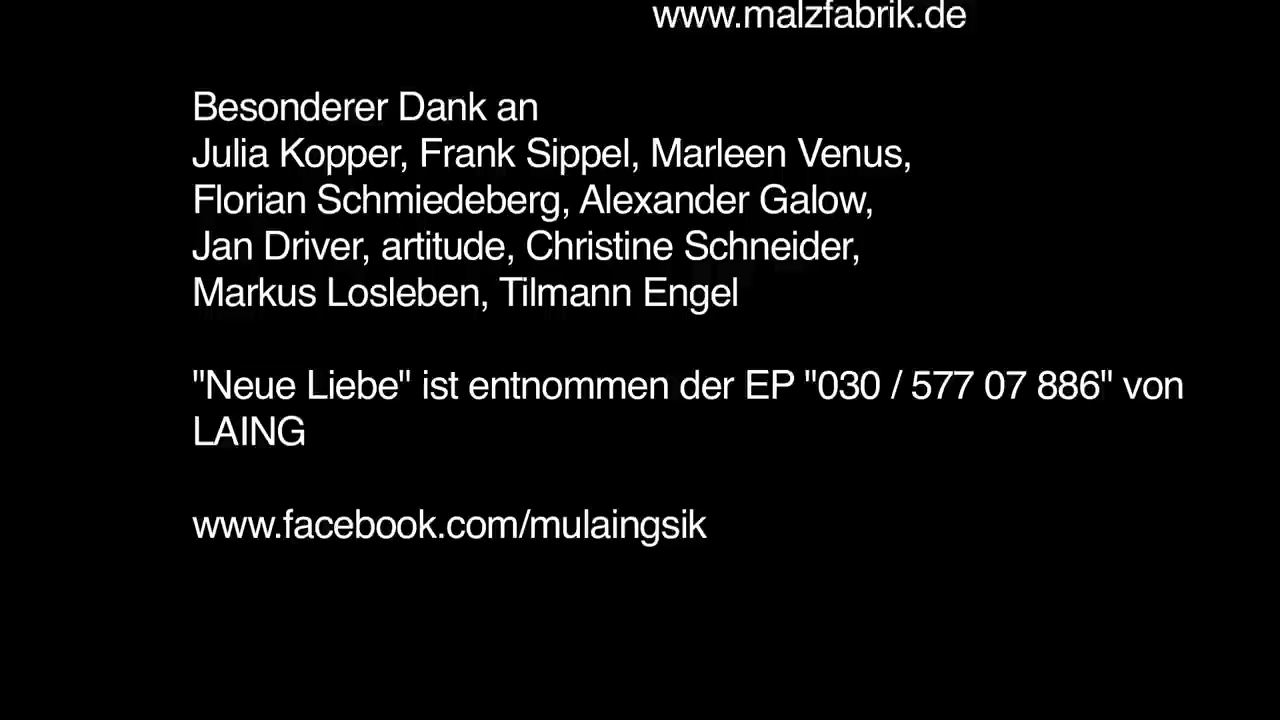 www.malzfabrik.de
Besonderer Dank an
Julia Kopper, Frank Sippel, Marleen Venus,
Florian Schmiedeberg, Alexander Galow,
Jan Driver, artitude, Christine Schneider,
Markus Losleben, Tilmann Engel
"Neue Liebe" ist entnommen der EP "030 / 577 07 886" von
LAING
www.facebook.com/mulaingsik